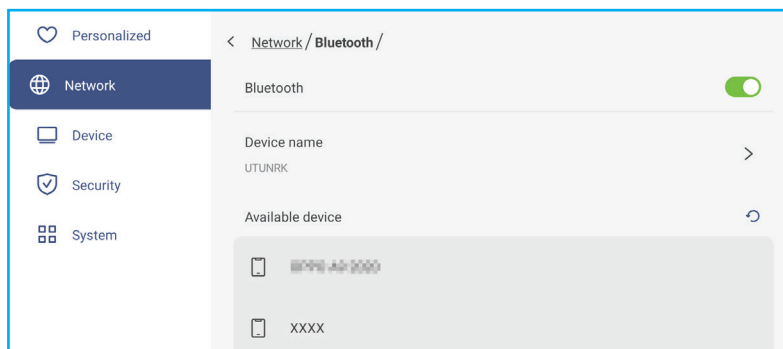 Personalized
Network
Device
Security
System
Network / Bluetooth /
Bluetooth
Device name
UTUNRK
Available device
XXXX